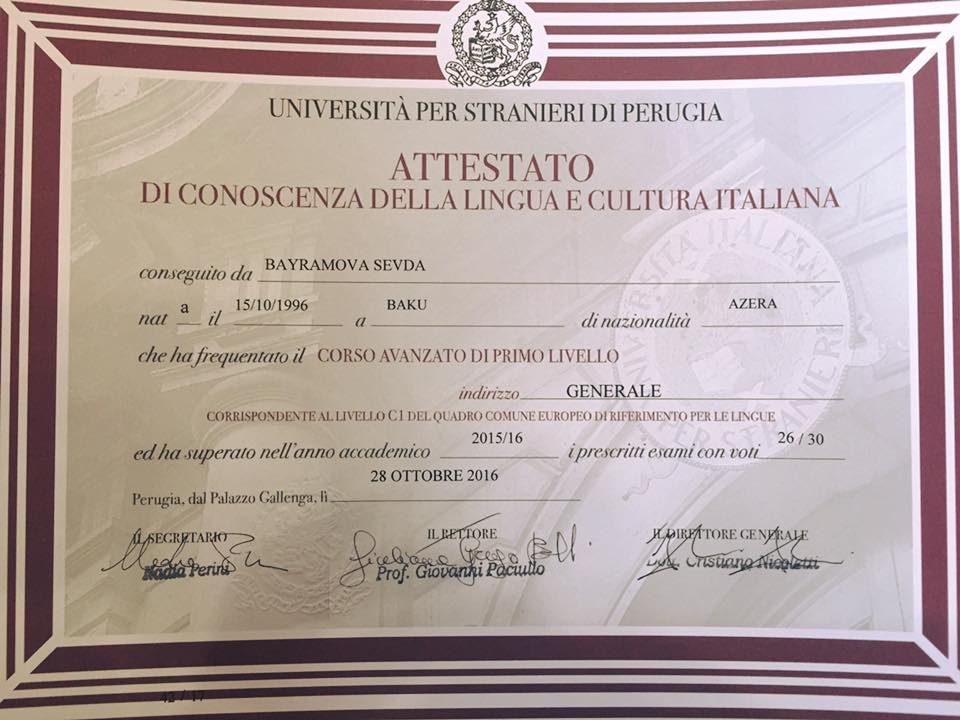 UNIVERSITÀ PER STRANIERI DI PERUGIA
ATTESTATO
DI CONOSCENZA DELLA LINGUA E CULTURA ITALIANA
conseguito da BAYRAMOVA SEVDA
nat a il 15/10/1996 a BAKU di nazionalità AZERA
che ha frequentato il CORSO AVANZATO DI PRIMO LIVELLO
indirizzo GENERALE
CORRISPONDENTE AL LIVELLO C1 DEL QUADRO COMUNE EUROPEO DI RIFERIMENTO PER LE LINGUE
ed ha superato nell'anno accademico 2015/16 i prescritti esami con voti 26 / 30
Perugia, dal Palazzo Gallenga, lì 28 OTTOBRE 2016
IL SEGRETARIO IL RETTORE IL DIRETTORE GENERALE
Nadia Perini Prof. Giovanni Paciullo Dott. Cristiano Nicoletti
42 / 17